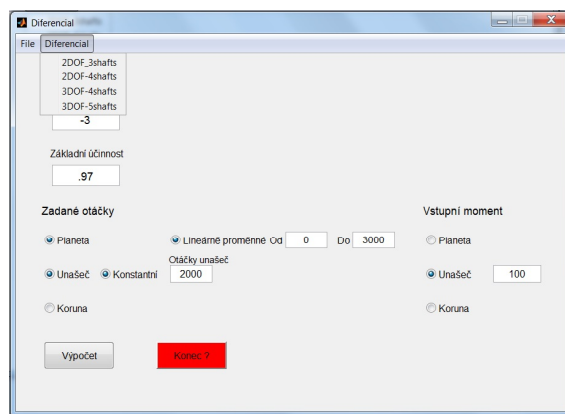 Diferencial
File Diferencial
2DOF_3shafts
2DOF-4shafts
3DOF-4shafts
3DOF-5shafts
-3
Základní účinnost
.97
Zadané otáčky Vstupní moment
Planeta Lineárně proměnné Od 0 Do 3000 Planeta
Otáčky unašeč
Unašeč Konstantní 2000 Unašeč 100
Koruna Koruna
Výpočet Konec ?